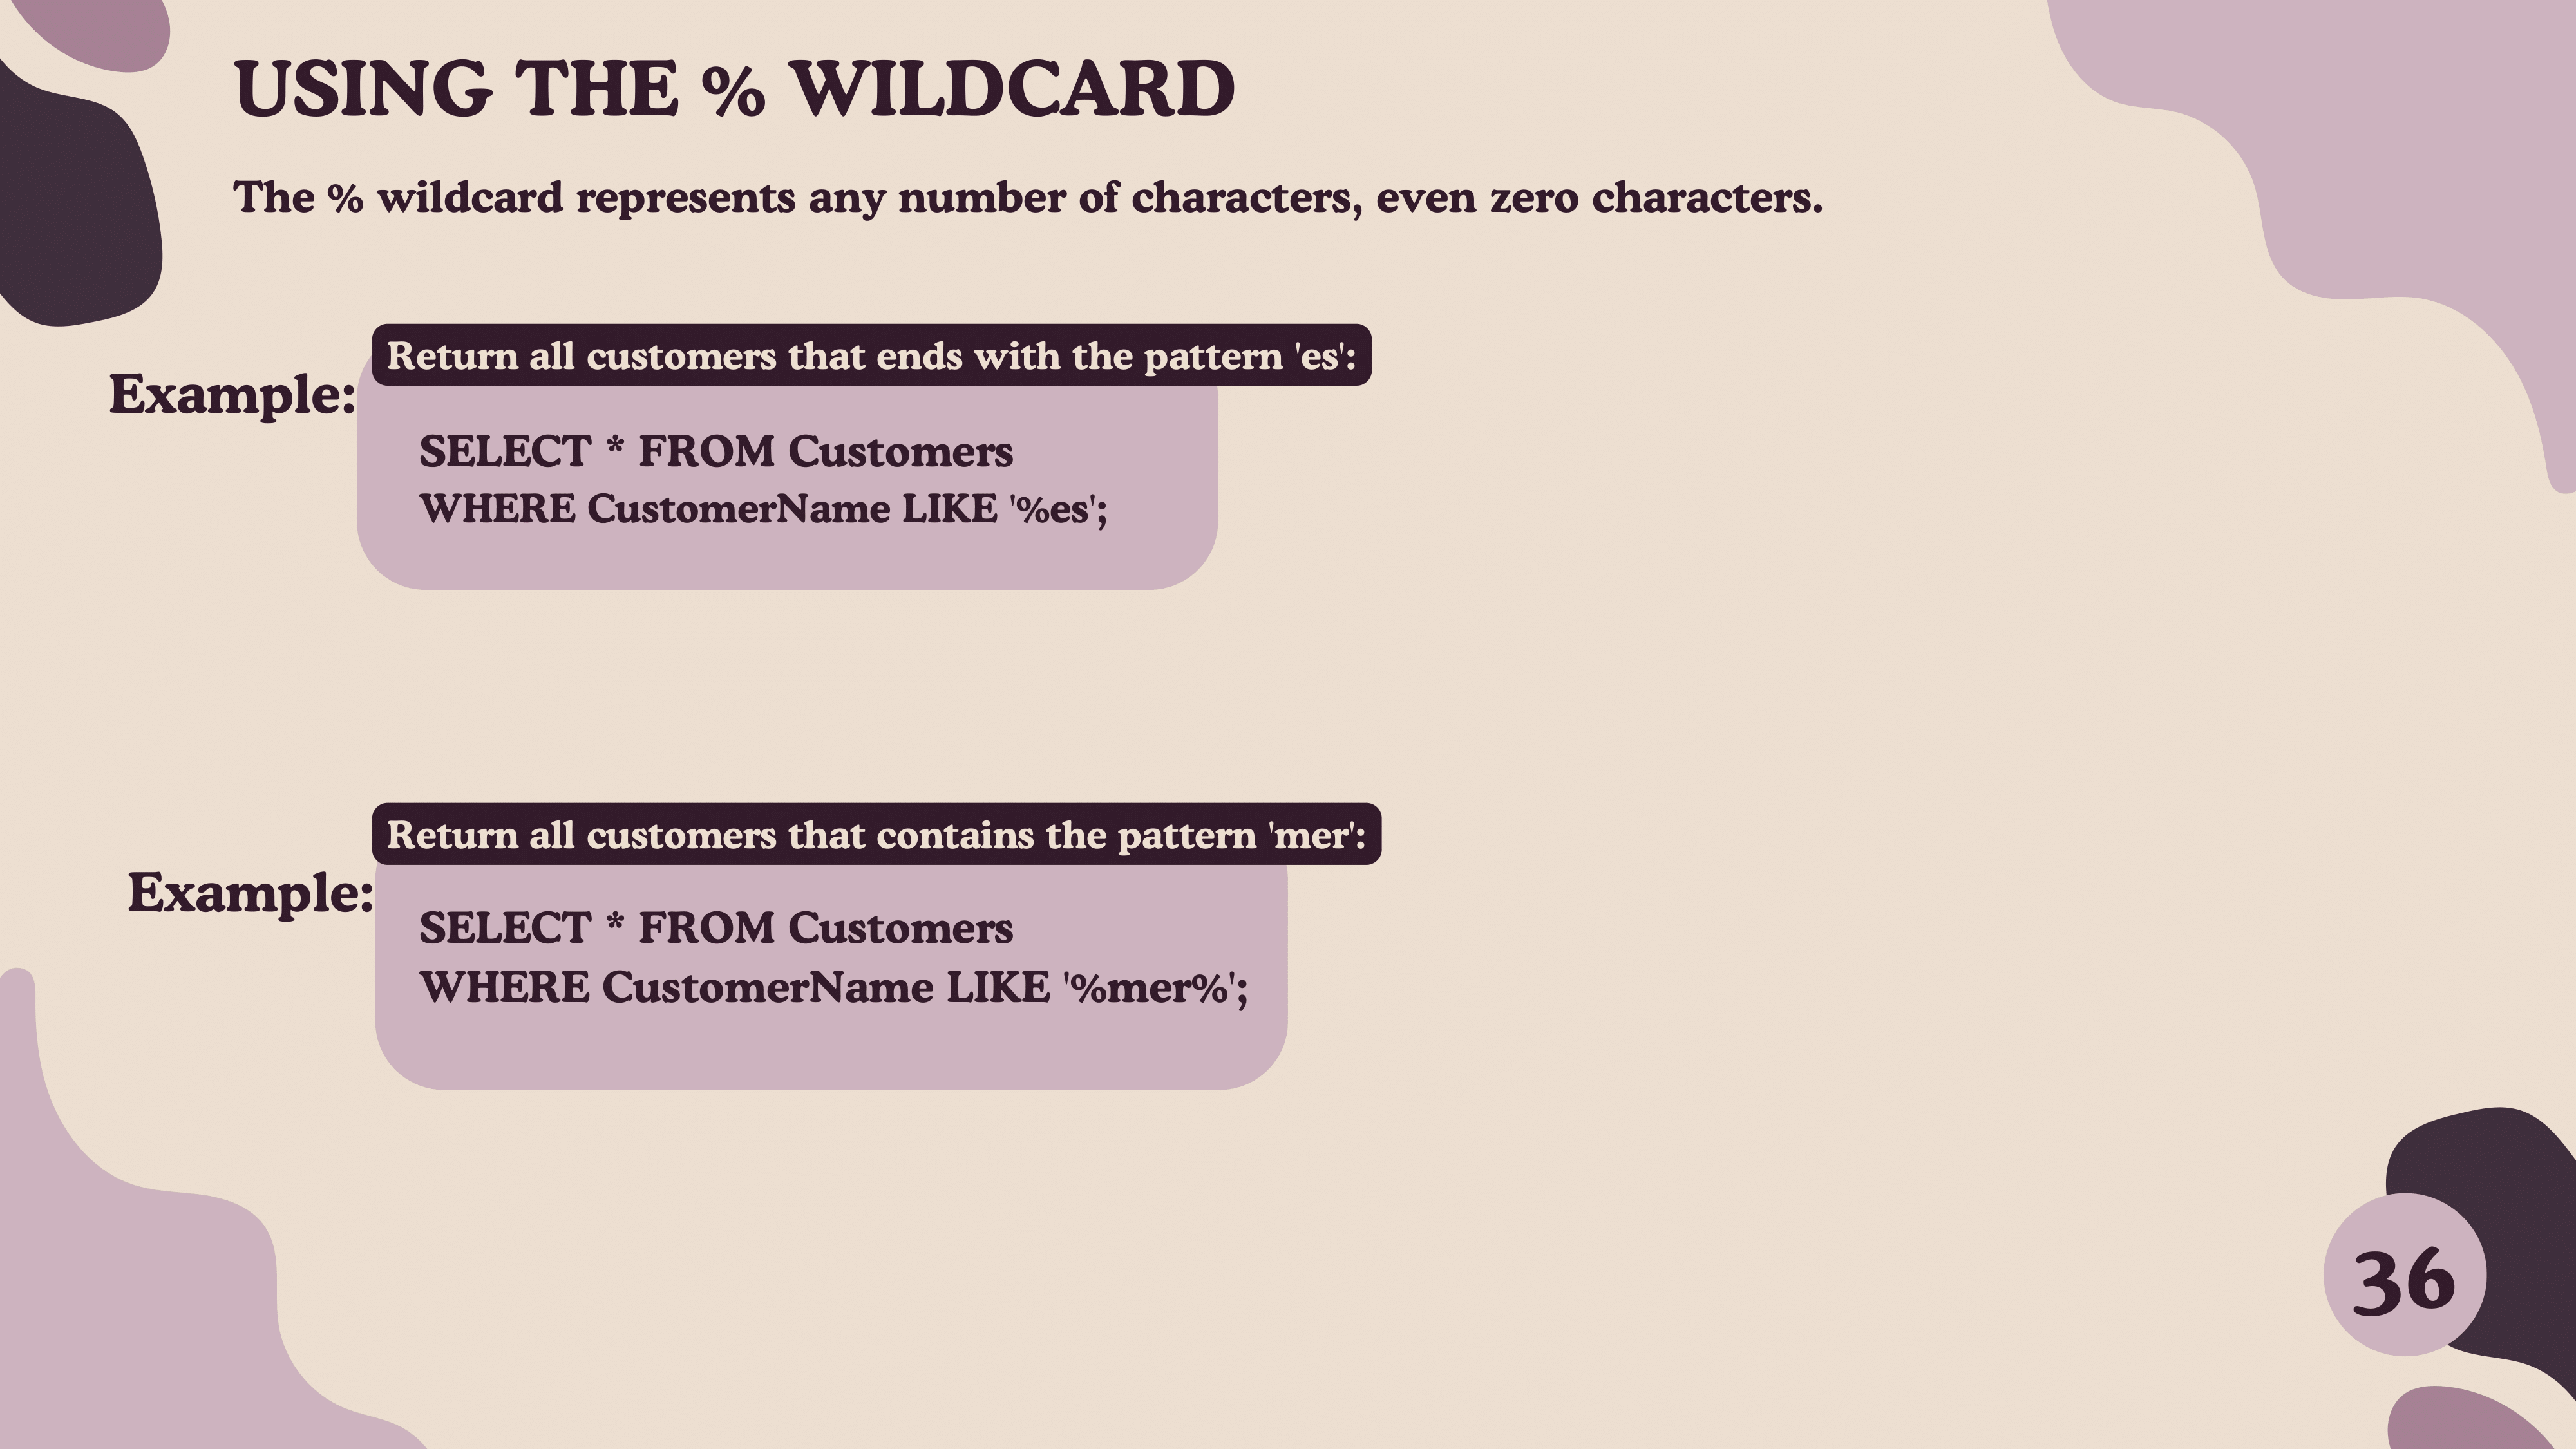 USING THE % WILDCARD
The % wildcard represents any number of characters, even zero characters.
Return all customers that ends with the pattern 'es':
Example:
SELECT * FROM Customers
WHERE CustomerName LIKE '%es';
Return all customers that contains the pattern 'mer':
Example:
SELECT * FROM Customers
WHERE CustomerName LIKE '%mer%';
36